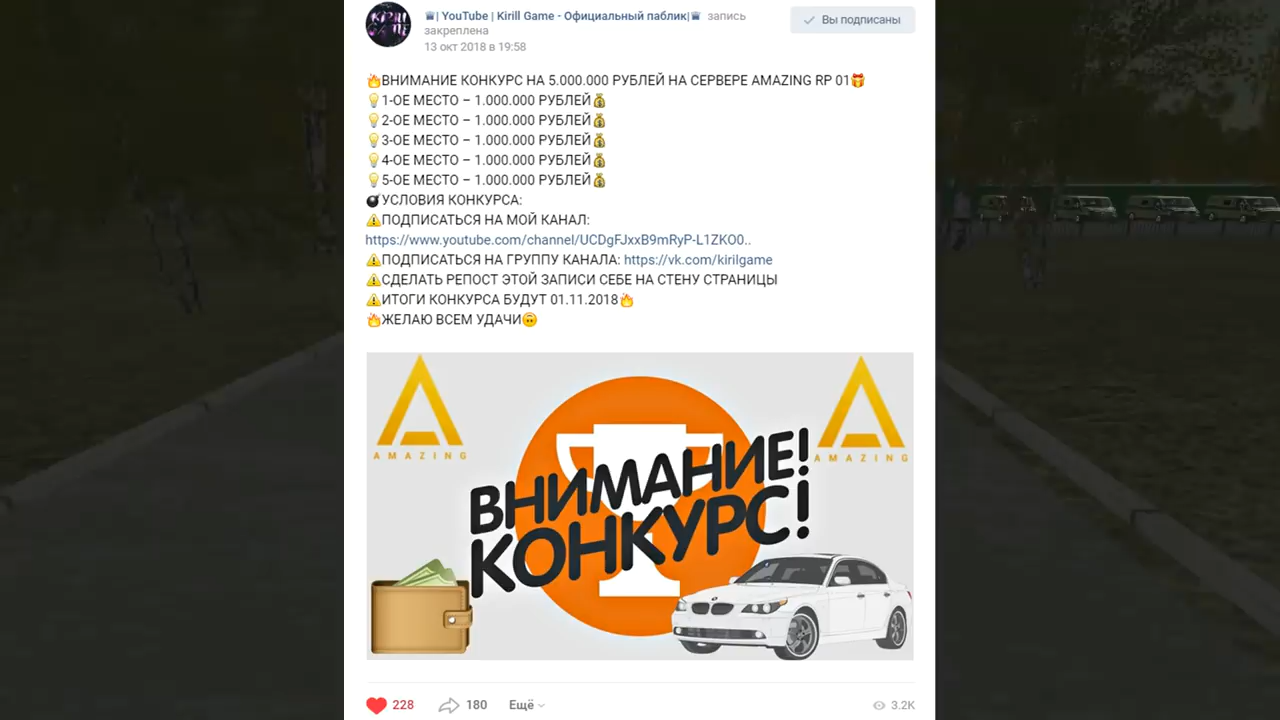 ♛| YouTube | Kirill Game - Официальный паблик|♛ запись
закреплена
13 окт 2018 в 19:58
Вы подписаны
KIRILL
GAME
🔥ВНИМАНИЕ КОНКУРС НА 5.000.000 РУБЛЕЙ НА СЕРВЕРЕ AMAZING RP 01🎁
💡1-ОЕ МЕСТО – 1.000.000 РУБЛЕЙ💰
💡2-ОЕ МЕСТО – 1.000.000 РУБЛЕЙ💰
💡3-ОЕ МЕСТО – 1.000.000 РУБЛЕЙ💰
💡4-ОЕ МЕСТО – 1.000.000 РУБЛЕЙ💰
💡5-ОЕ МЕСТО – 1.000.000 РУБЛЕЙ💰
💣УСЛОВИЯ КОНКУРСА:
⚠ПОДПИСАТЬСЯ НА МОЙ КАНАЛ:
https://www.youtube.com/channel/UCDgFJxxB9mRyP-L1ZKO0..
⚠ПОДПИСАТЬСЯ НА ГРУППУ КАНАЛА: https://vk.com/kirilgame
⚠СДЕЛАТЬ РЕПОСТ ЭТОЙ ЗАПИСИ СЕБЕ НА СТЕНУ СТРАНИЦЫ
⚠ИТОГИ КОНКУРСА БУДУТ 01.11.2018🔥
🔥ЖЕЛАЮ ВСЕМ УДАЧИ🙃
AMAZING
AMAZING
ВНИМАНИЕ!
КОНКУРС!
228
180
Ещё
3.2K